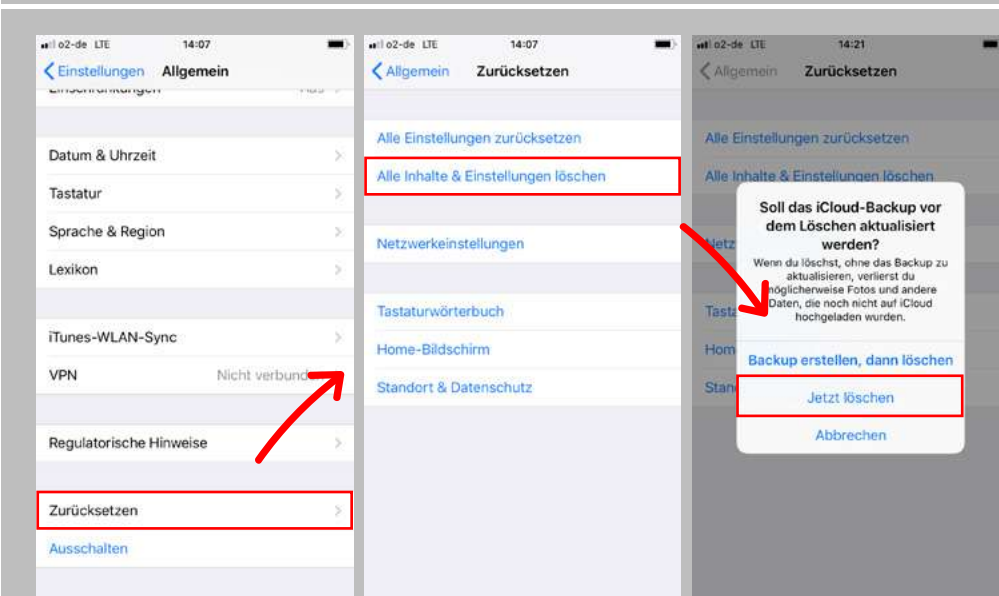 o2-de LTE 14:07
Einstellungen Allgemein
Datum & Uhrzeit
Tastatur
Sprache & Region
Lexikon
iTunes-WLAN-Sync
VPN Nicht verbund
Regulatorische Hinweise
Zurücksetzen
Ausschalten
o2-de LTE 14:07
Allgemein Zurücksetzen
Alle Einstellungen zurücksetzen
Alle Inhalte & Einstellungen löschen
Netzwerkeinstellungen
Tastaturwörterbuch
Home-Bildschirm
Standort & Datenschutz
o2-de LTE 14:21
Allgemein Zurücksetzen
Alle Einstellungen zurücksetzen
Alle Inhalte & Einstellungen löschen
Netz
Tasta
Home
Stand
Soll das iCloud-Backup vor
dem Löschen aktualisiert
werden?
Wenn du löschst, ohne das Backup zu
aktualisieren, verlierst du
möglicherweise Fotos und andere
Daten, die noch nicht auf iCloud
hochgeladen wurden.
Backup erstellen, dann löschen
Jetzt löschen
Abbrechen